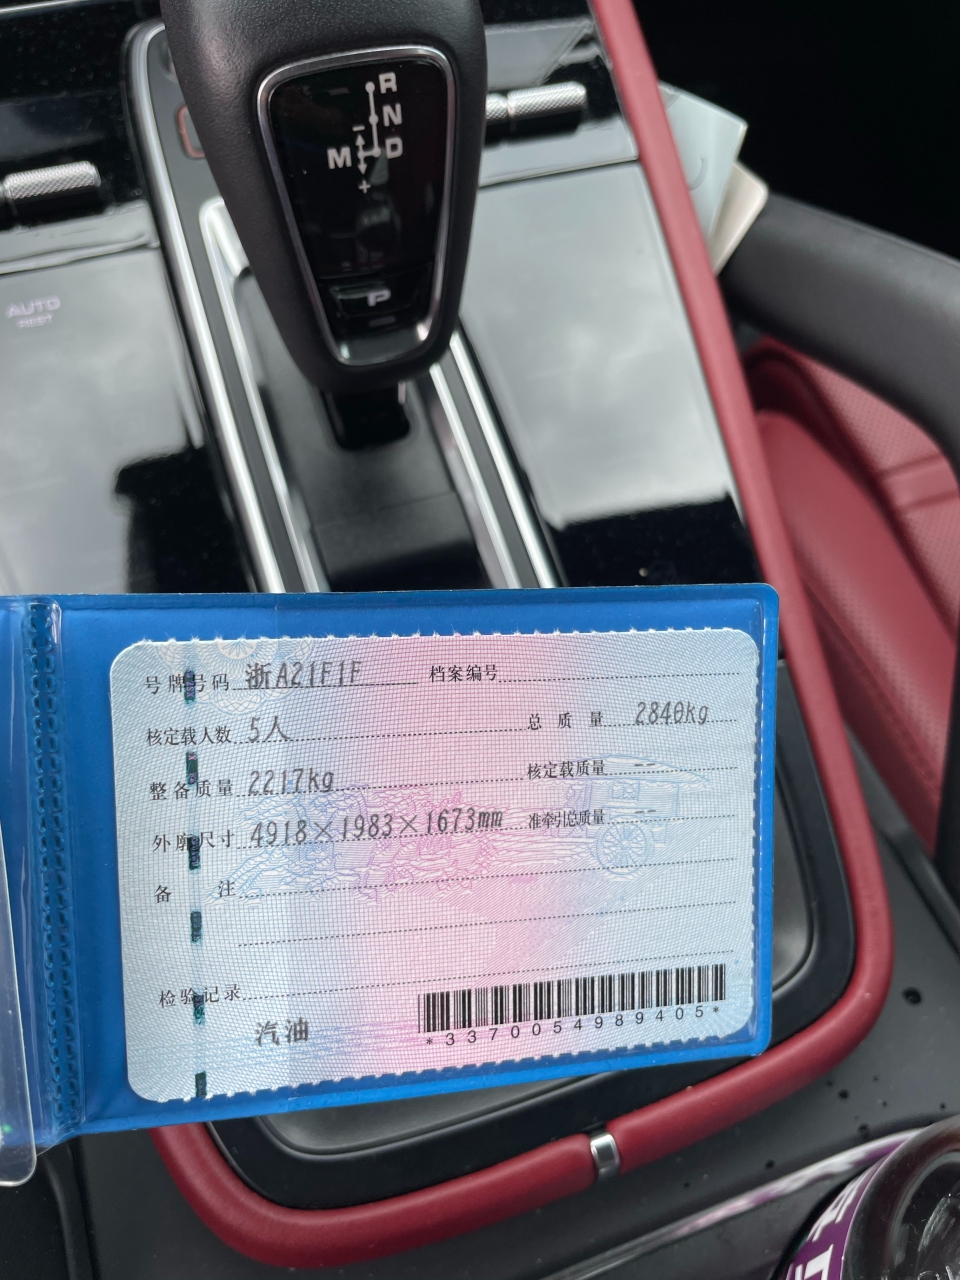 R
N
M D
−
+
P
AUTO
号牌号码 浙A21F1F 档案编号
核定载人数 5人 总质量 2840kg
整备质量 2217kg 核定载质量 --
外廓尺寸 4918×1983×1673mm 准牵引总质量 --
备注
检验记录
汽油
*3370054989405*